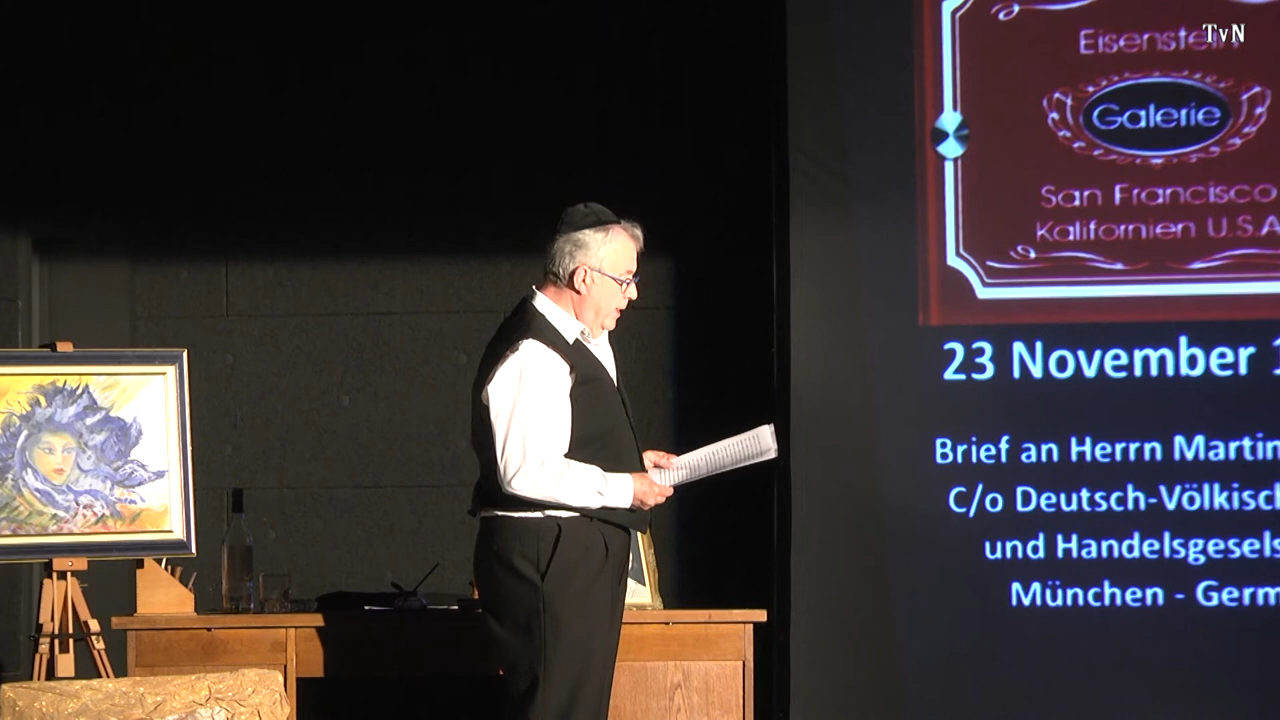 TvN
Eisenstein
Galerie
San Francisco
Kalifornien U.S.A
23 November
Brief an Herrn Martin
C/o Deutsch-Völkisch
und Handelsgesels
München - Germ